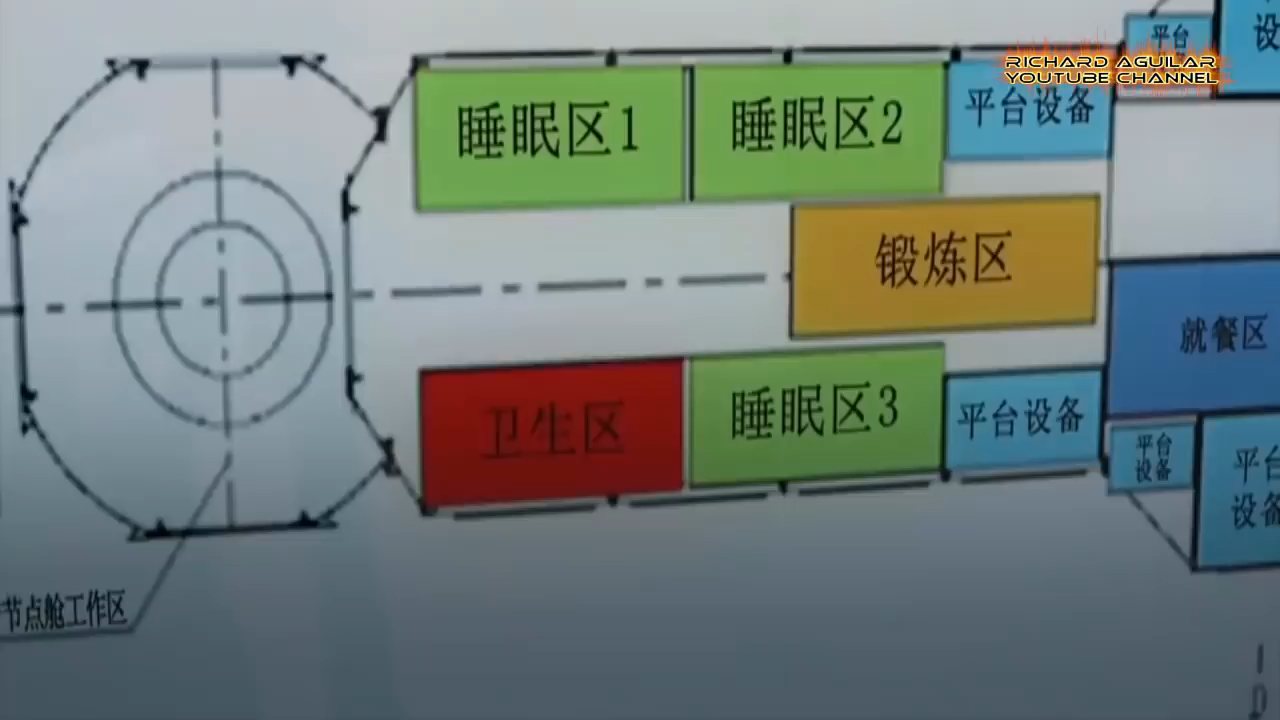 平台
设
RICHARD AGUILAR
YOUTUBE CHANNEL
睡眠区1
睡眠区2
平台设备
锻炼区
就餐区
卫生区
睡眠区3
平台设备
平台
设备
平台
设备
节点舱工作区